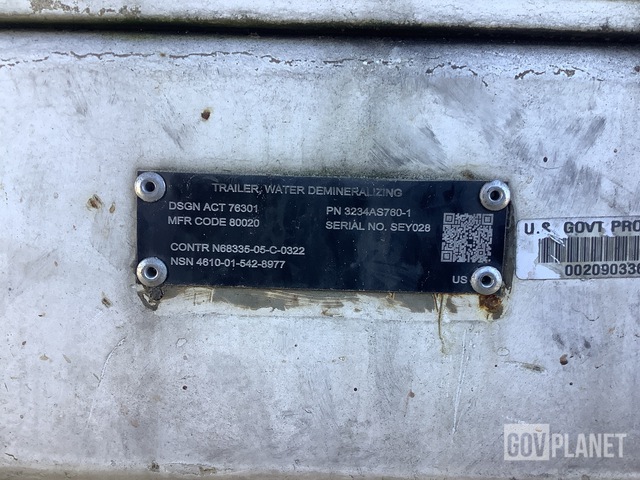 TRAILER, WATER DEMINERALIZING
DSGN ACT 76301
MFR CODE 80020
PN 3234AS760-1
SERIAL NO. SEY028
CONTR N68335-05-C-0322
NSN 4610-01-542-8977
US
U.S. GOVT PRO
002090339
GOVPLANET